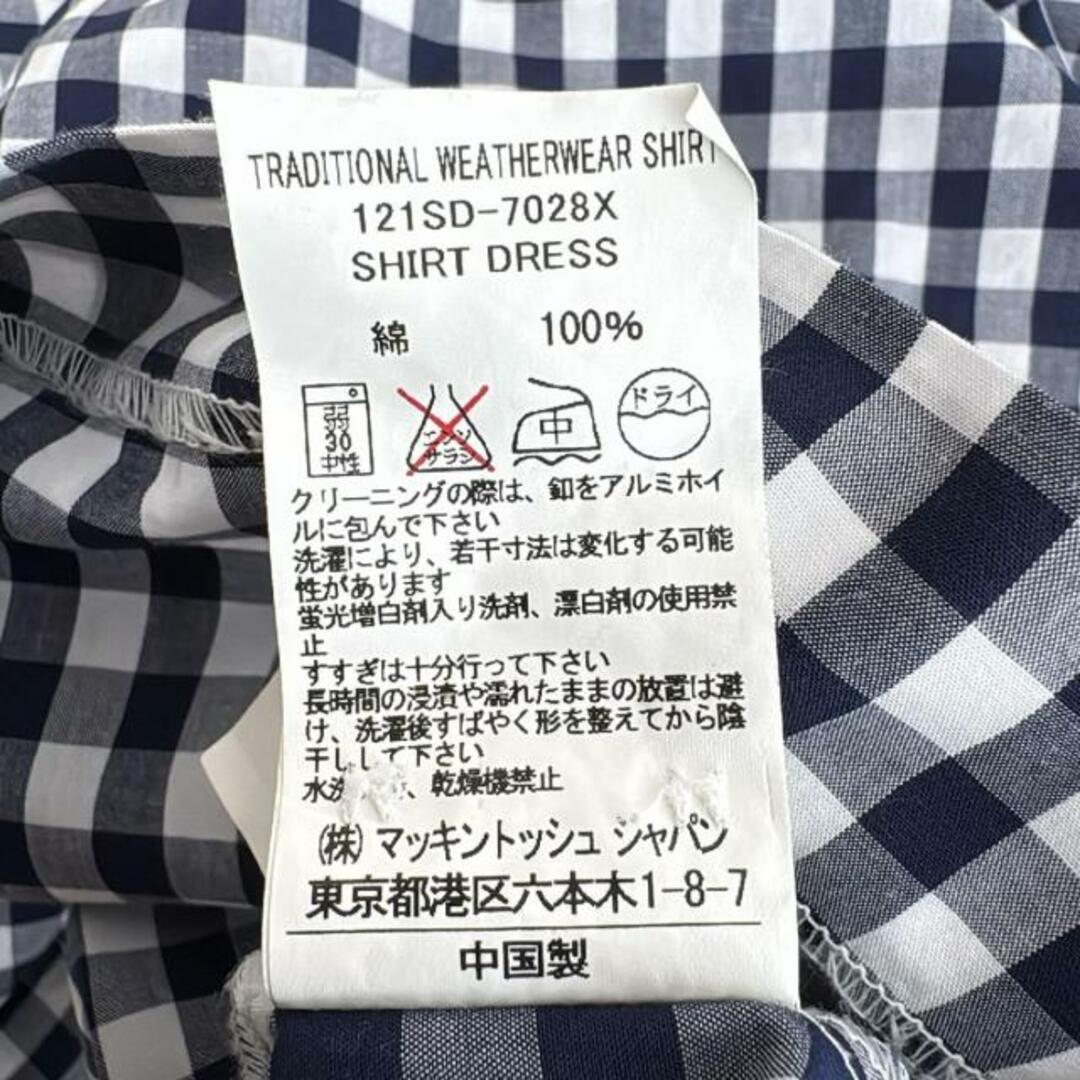 TRADITIONAL WEATHERWEAR SHIRT
121SD-7028X
SHIRT DRESS
綿 100%
弱
30
中性
エンソ
サラシ
中
ドライ
クリーニングの際は、釦をアルミホイ
ルに包んで下さい
洗濯により、若干寸法は変化する可能
性があります
蛍光増白剤入り洗剤、漂白剤の使用禁
止
すすぎは十分行って下さい
長時間の浸漬や濡れたままの放置は避
け、洗濯後すばやく形を整えてから陰
干しして下さい
水洗 、乾燥機禁止
(株)マッキントッシュ ジャパン
東京都港区六本木1-8-7
中国製